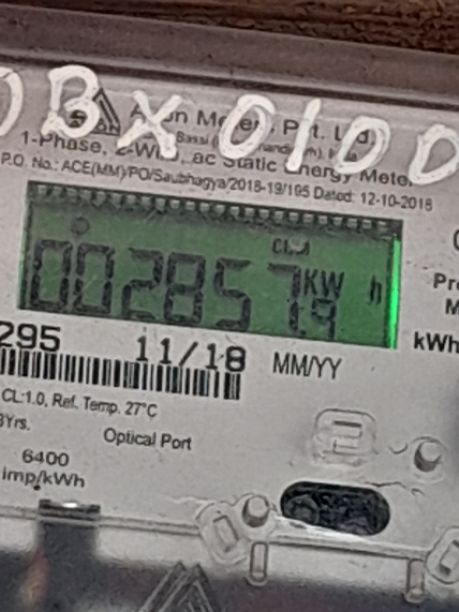 DBX0100
1-Phase, 2-Wire, ac Static Energy Meter
P.O. No.: ACE(MM)/PO/Saubhagya/2018-19/195 Dated: 12-10-2018
002857.9 KW h
295 11/18 MM/YY
kWh
CL:1.0, Ref. Temp. 27°C
Yrs.
Optical Port
6400
imp/kWh